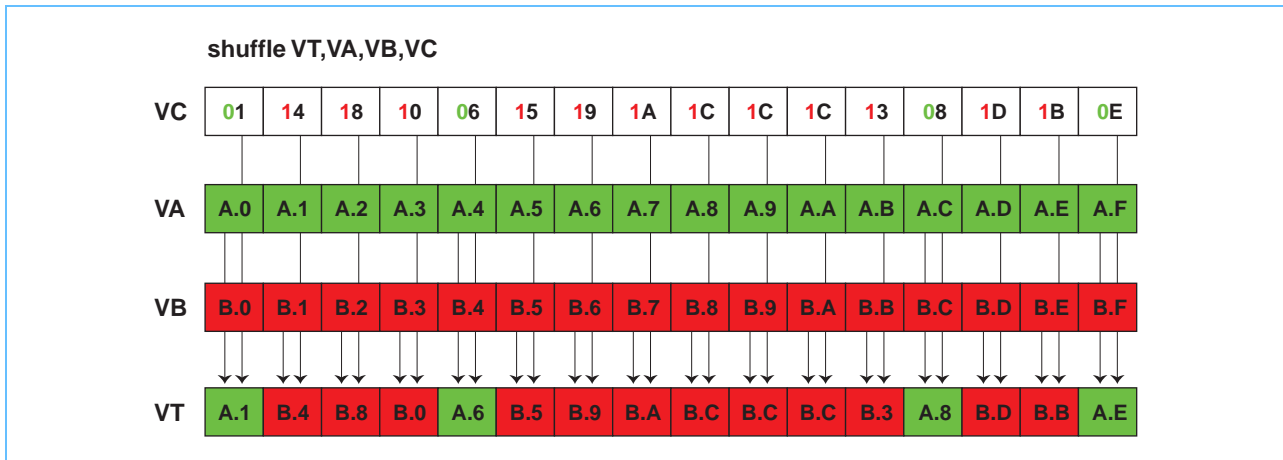 shuffle VT,VA,VB,VC
VC 01 14 18 10 06 15 19 1A 1C 1C 1C 13 08 1D 1B 0E
VA A.0 A.1 A.2 A.3 A.4 A.5 A.6 A.7 A.8 A.9 A.A A.B A.C A.D A.E A.F
VB B.0 B.1 B.2 B.3 B.4 B.5 B.6 B.7 B.8 B.9 B.A B.B B.C B.D B.E B.F
VT A.1 B.4 B.8 B.0 A.6 B.5 B.9 B.A B.C B.C B.C B.3 A.8 B.D B.B A.E